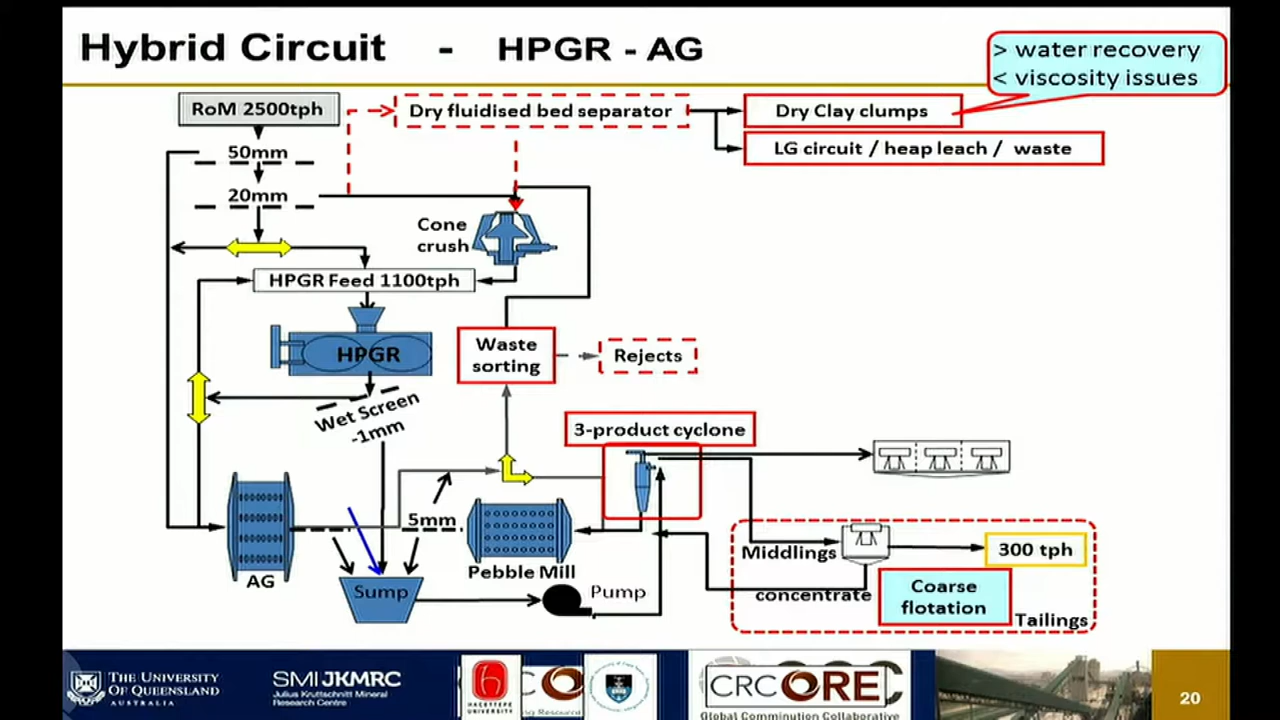 Hybrid Circuit - HPGR - AG
> water recovery
< viscosity issues
RoM 2500tph
Dry fluidised bed separator
Dry Clay clumps
LG circuit / heap leach / waste
50mm
20mm
Cone
crush
HPGR Feed 1100tph
HPGR
Waste
sorting
Rejects
Wet Screen
-1mm
3-product cyclone
5mm
AG
Pebble Mill
Sump
Pump
Middlings
300 tph
concentrate
Coarse
flotation
Tailings
THE UNIVERSITY
OF QUEENSLAND
AUSTRALIA
SMI JKMRC
Julius Kruttschnitt Mineral
Research Centre
HACETTEPE
UNIVERSITY
CRC ORE
Global Comminution Collaborative
20